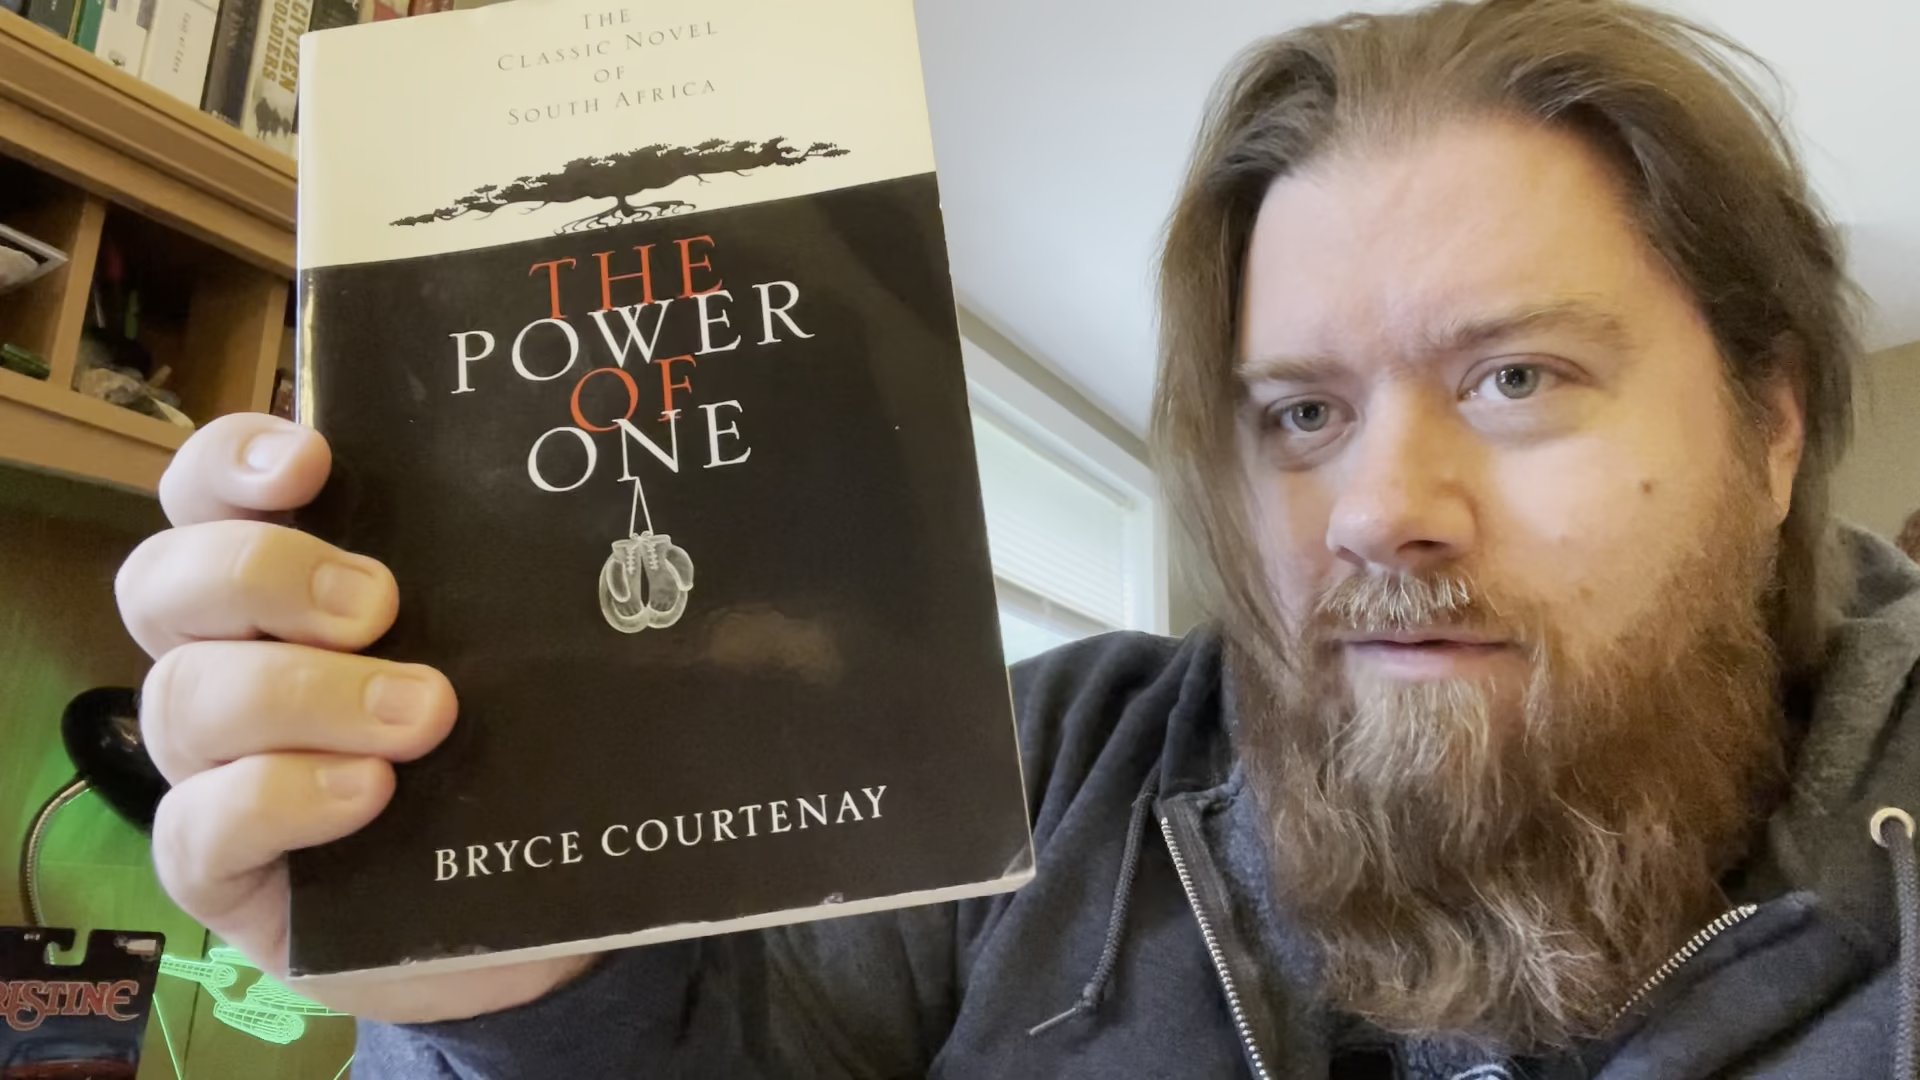 THE
CLASSIC NOVEL
OF
SOUTH AFRICA
THE
POWER
OF
ONE
BRYCE COURTENAY
CITIZEN
SOLDIERS
RISTINE